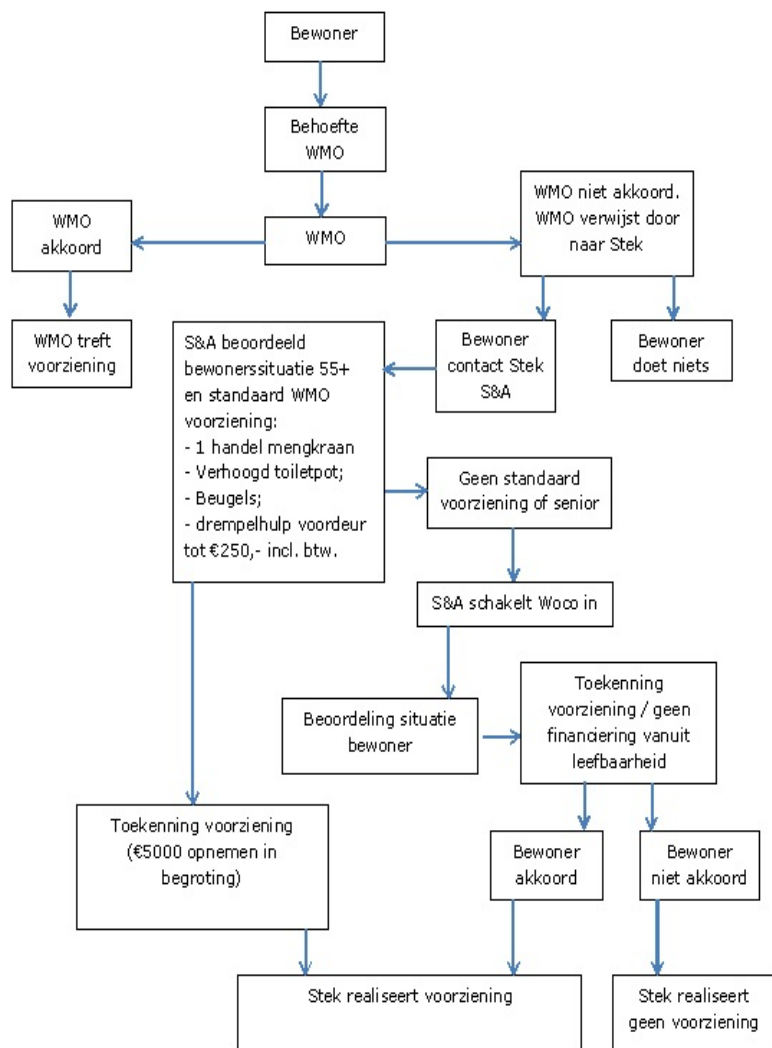 Bewoner
Behoefte
WMO
WMO
akkoord
WMO
WMO niet akkoord.
WMO verwijst door
naar Stek
WMO treft
voorziening
S&A beoordeeld
bewonerssituatie 55+
en standaard WMO
voorziening:
- 1 handel mengkraan
- Verhoogd toiletpot;
- Beugels;
- drempelhulp voordeur
tot €250,- incl. btw.
Bewoner
contact Stek
S&A
Bewoner
doet niets
Geen standaard
voorziening of senior
S&A schakelt Woco in
Beoordeling situatie
bewoner
Toekenning
voorziening / geen
financiering vanuit
leefbaarheid
Toekenning voorziening
(€5000 opnemen in
begroting)
Bewoner
akkoord
Bewoner
niet akkoord
Stek realiseert voorziening
Stek realiseert
geen voorziening